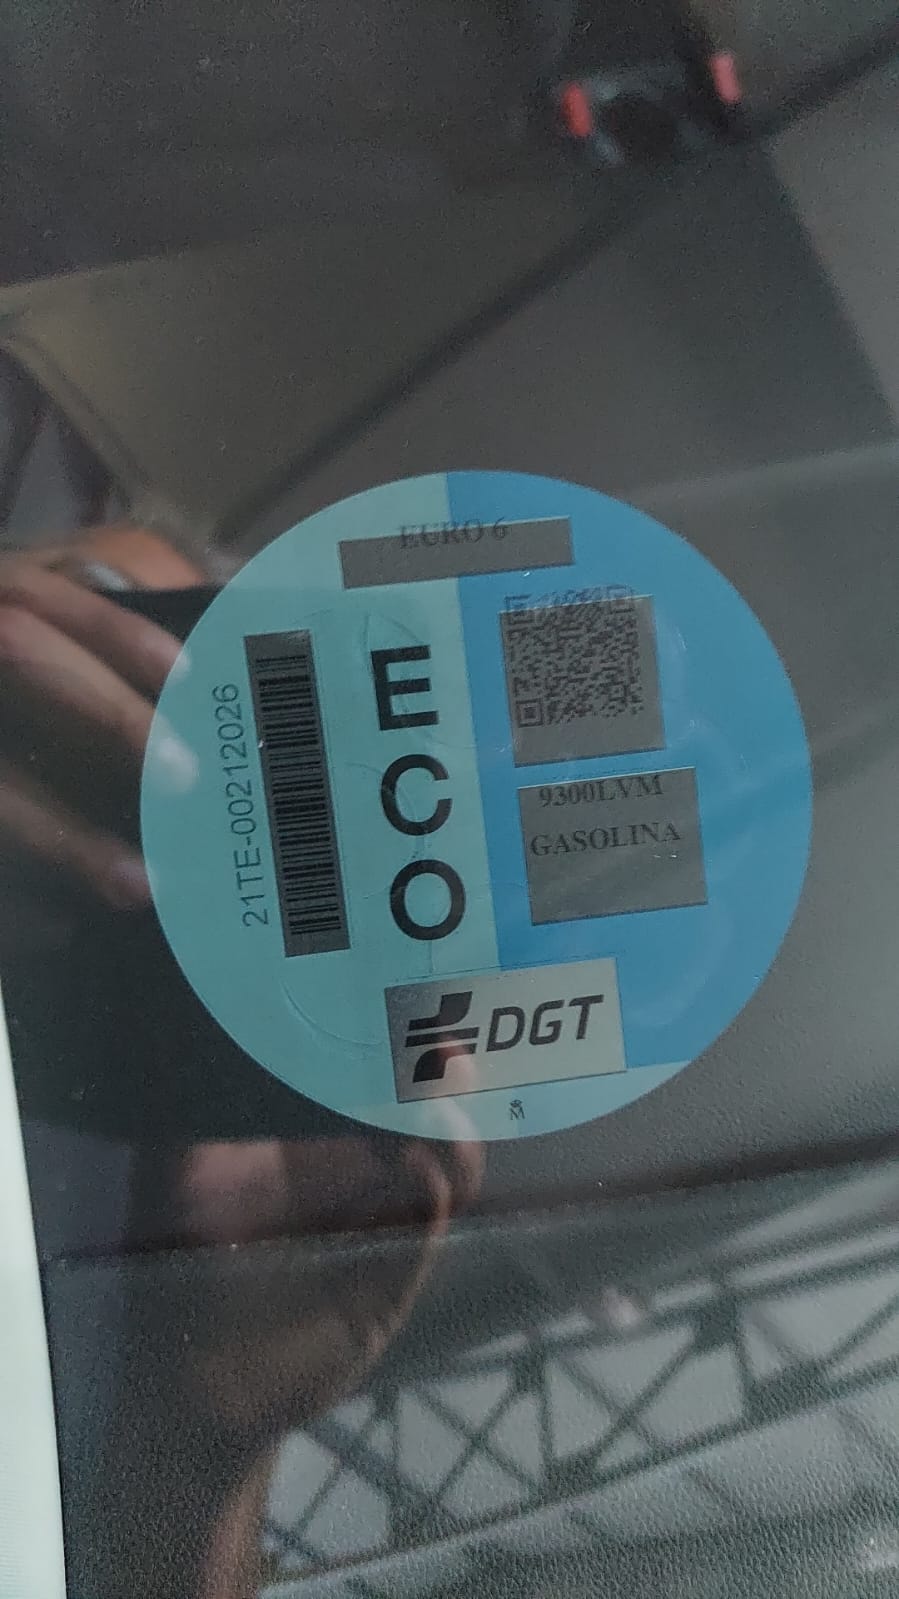 EURO 6
21TE-00212026
ECO
9300LVM
GASOLINA
DGT
M